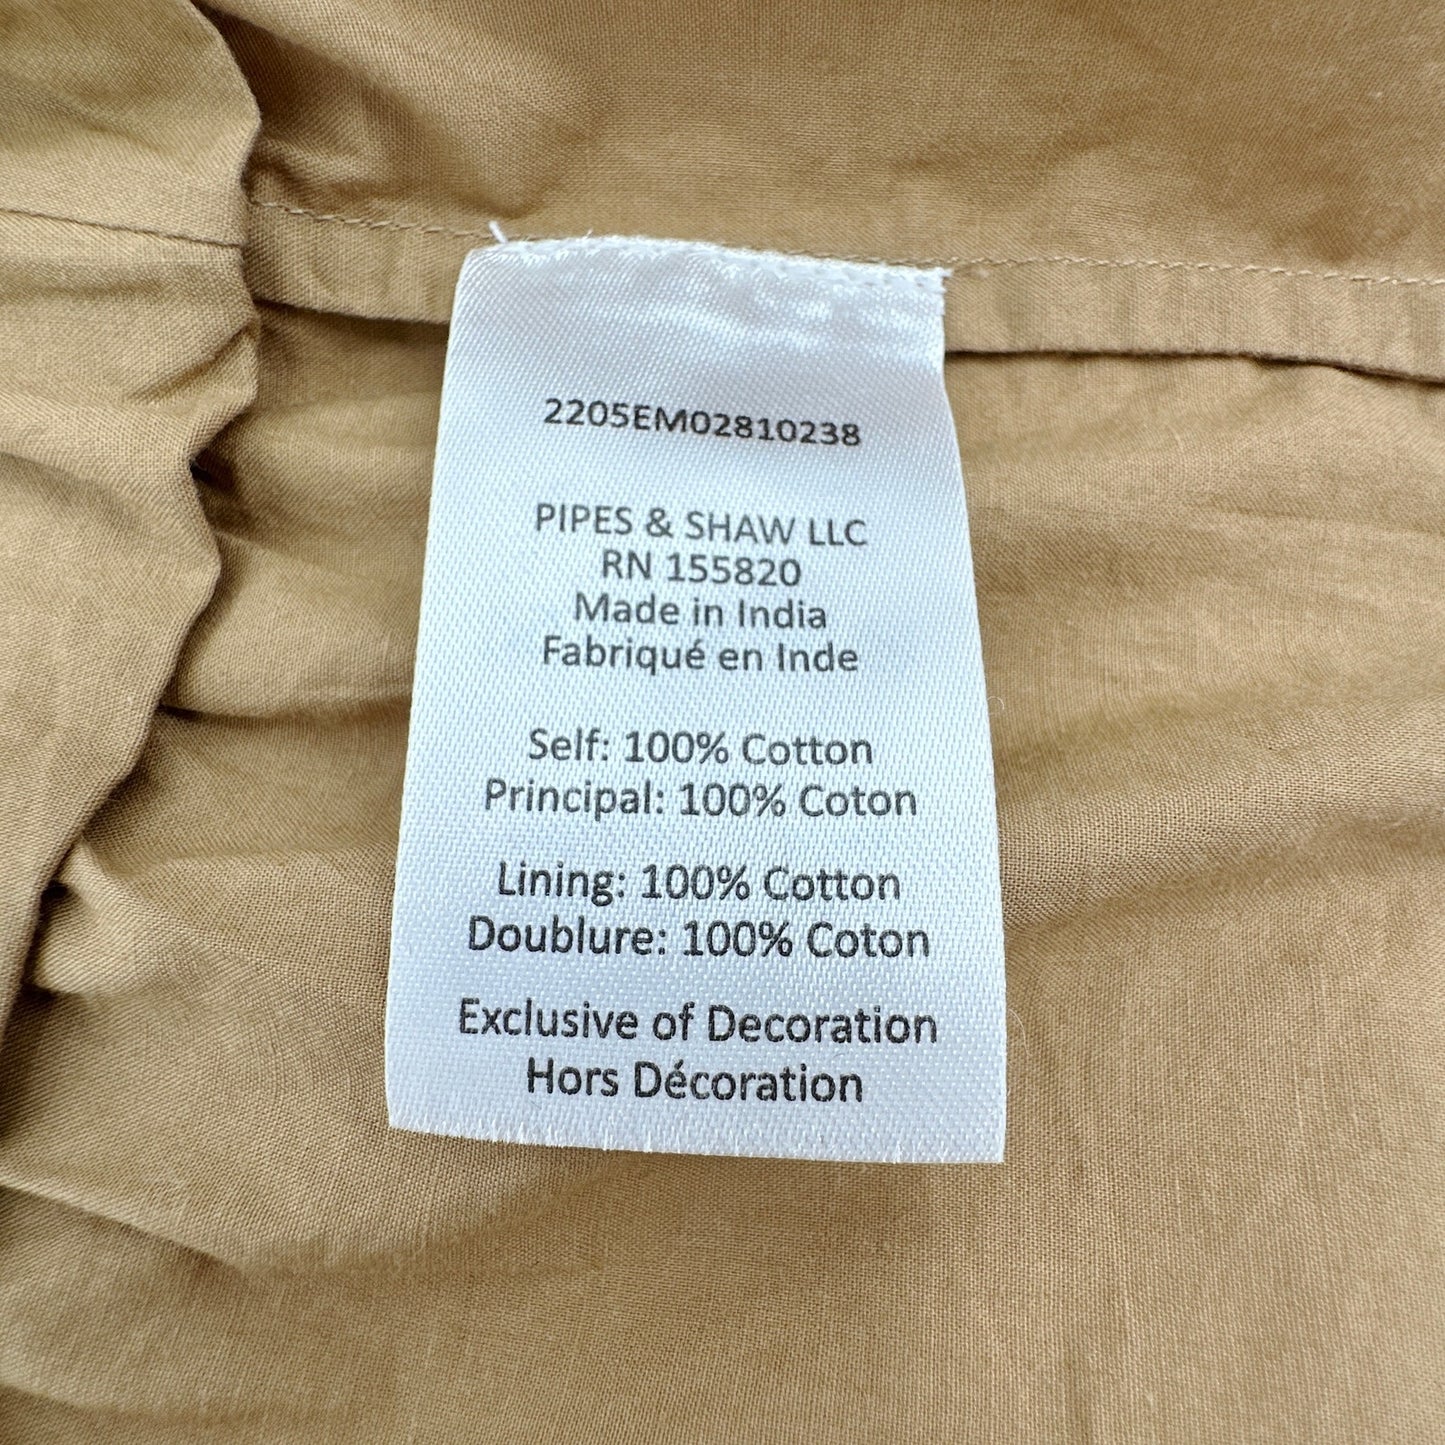 2205EM02810238
PIPES & SHAW LLC
RN 155820
Made in India
Fabriqué en Inde
Self: 100% Cotton
Principal: 100% Coton
Lining: 100% Cotton
Doublure: 100% Coton
Exclusive of Decoration
Hors Décoration